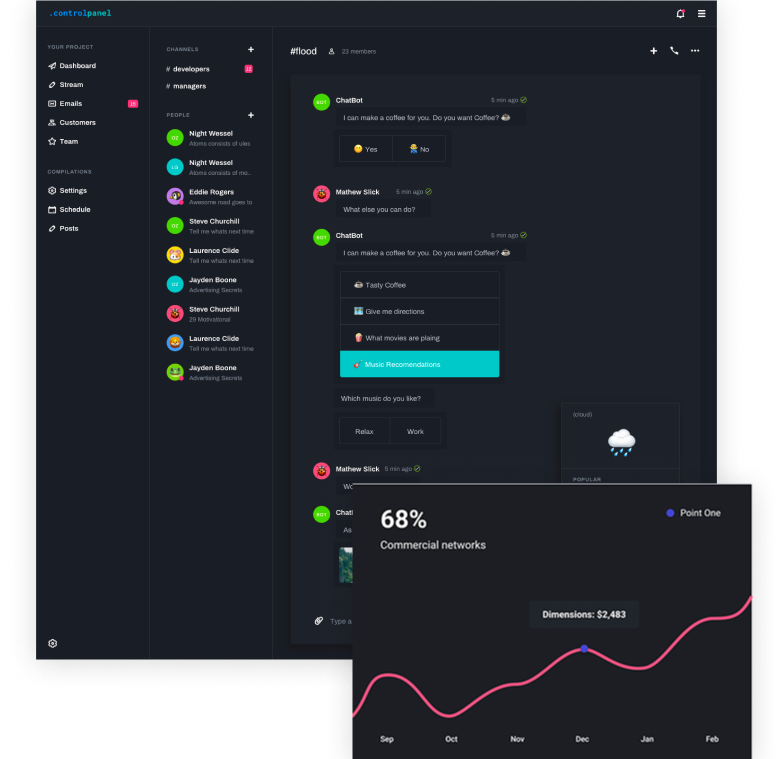 .controlpanel
YOUR PROJECT
Dashboard
Stream
Emails
Customers
Team
COMPILATIONS
Settings
Schedule
Posts
CHANNELS
+
# developers
# managers
PEOPLE
+
OZ
Night Wessel
Atoms consists of ules
LG
Night Wessel
Atoms consists of mo..
Eddie Rogers
Awesome road goes to
OZ
Steve Churchill
Tell me whats next time
Laurence Clide
Tell me whats next time
OZ
Jayden Boone
Advertising Secrets
Steve Churchill
29 Motivational
Laurence Clide
Tell me whats next time
Jayden Boone
Advertising Secrets
#flood 23 members
BOT
ChatBot 5 min ago
I can make a coffee for you. Do you want Coffee?
Yes No
Mathew Slick 5 min ago
What else you can do?
BOT
ChatBot 5 min ago
I can make a coffee for you. Do you want Coffee?
Tasty Coffee
Give me directions
What movies are plaing
Music Recomendations
Which music do you like?
Relax Work
Mathew Slick 5 min ago
Wo
BOT
As
Type a
(cloud)
POPULAR
68%
Commercial networks
Point One
Dimensions: $2,483
Sep Oct Nov Dec Jan Feb